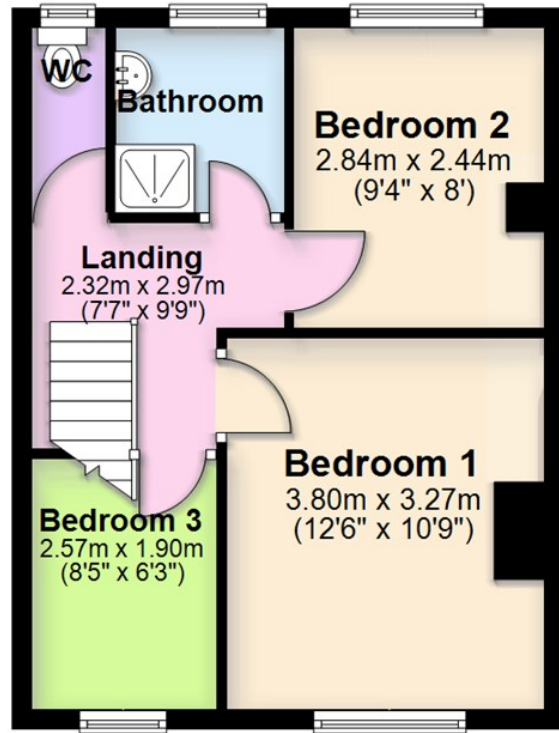 WC
Bathroom
Bedroom 2
2.84m x 2.44m
(9'4" x 8')
Landing
2.32m x 2.97m
(7'7" x 9'9")
Bedroom 1
3.80m x 3.27m
(12'6" x 10'9")
Bedroom 3
2.57m x 1.90m
(8'5" x 6'3")